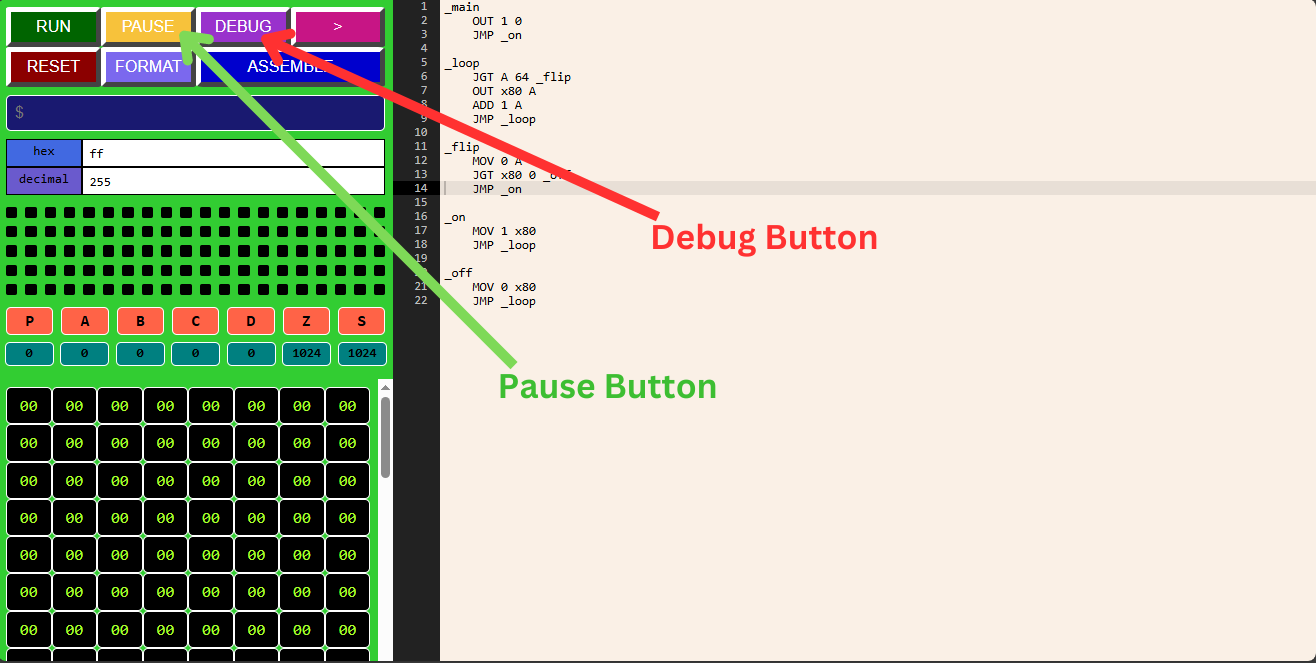 RUN PAUSE DEBUG >
RESET FORMAT ASSEMBLE
$
hex ff
decimal 255
P A B C D Z S
0 0 0 0 0 1024 1024
00 00 00 00 00 00 00 00
00 00 00 00 00 00 00 00
00 00 00 00 00 00 00 00
00 00 00 00 00 00 00 00
00 00 00 00 00 00 00 00
00 00 00 00 00 00 00 00
00 00 00 00 00 00 00 00
1 _main
2 OUT 1 0
3 JMP _on
4
5 _loop
6 JGT A 64 _flip
7 OUT x80 A
8 ADD 1 A
9 JMP _loop
10
11 _flip
12 MOV 0 A
13 JGT x80 0 _off
14 JMP _on
15
16 _on
17 MOV 1 x80
18 JMP _loop
19
_off
21 MOV 0 x80
22 JMP _loop
Debug Button
Pause Button